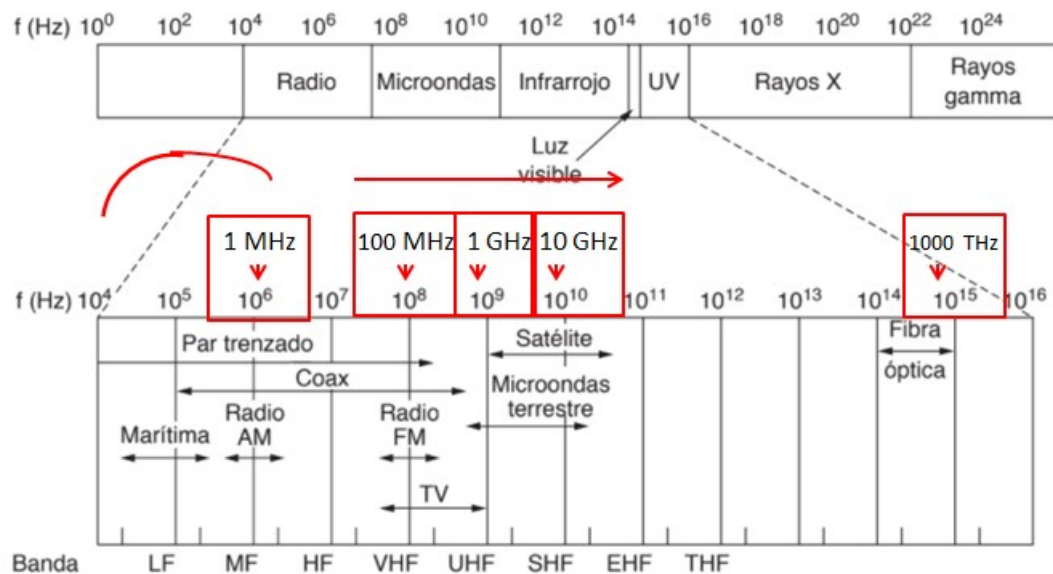 f (Hz) 10⁰ 10² 10⁴ 10⁶ 10⁸ 10¹⁰ 10¹² 10¹⁴ 10¹⁶ 10¹⁸ 10²⁰ 10²² 10²⁴
Radio Microondas Infrarrojo UV Rayos X Rayos
gamma
Luz
visible
1 MHz 100 MHz 1 GHz 10 GHz 1000 THz
f (Hz) 10⁴ 10⁵ 10⁶ 10⁷ 10⁸ 10⁹ 10¹⁰ 10¹¹ 10¹² 10¹³ 10¹⁴ 10¹⁵ 10¹⁶
Par trenzado Satélite Fibra
óptica
Coax Microondas
terrestre
Marítima Radio
AM
Radio
FM
TV
Banda LF MF HF VHF UHF SHF EHF THF